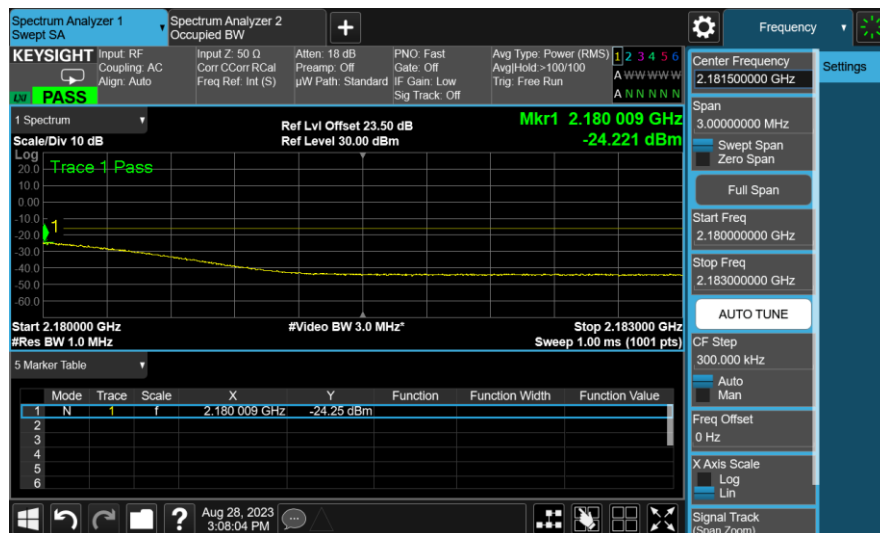 Spectrum Analyzer 1
Swept SA
Spectrum Analyzer 2
Occupied BW
Frequency
KEYSIGHT
LXI
PASS
Input: RF
Coupling: AC
Align: Auto
Input Z: 50 Ω
Corr CCorr RCal
Freq Ref: Int (S)
Atten: 18 dB
Preamp: Off
µW Path: Standard
PNO: Fast
Gate: Off
IF Gain: Low
Sig Track: Off
Avg Type: Power (RMS)
Avg|Hold:>100/100
Trig: Free Run
1 2 3 4 5 6
A W W W W W
A N N N N N
1 Spectrum
Scale/Div 10 dB
Ref Lvl Offset 23.50 dB
Ref Level 30.00 dBm
Mkr1 2.180 009 GHz
-24.221 dBm
Log
Trace 1 Pass
20.0
10.0
0.00
-10.0
-20.0
-30.0
-40.0
-50.0
-60.0
1
Start 2.180000 GHz
#Res BW 1.0 MHz
#Video BW 3.0 MHz*
Stop 2.183000 GHz
Sweep 1.00 ms (1001 pts)
5 Marker Table
Mode Trace Scale X Y Function Function Width Function Value
1 N 1 f 2.180 009 GHz -24.25 dBm
2
3
4
5
6
Aug 28, 2023
3:08:04 PM
?
Center Frequency
2.181500000 GHz
Settings
Span
3.00000000 MHz
Swept Span
Zero Span
Full Span
Start Freq
2.180000000 GHz
Stop Freq
2.183000000 GHz
AUTO TUNE
CF Step
300.000 kHz
Auto
Man
Freq Offset
0 Hz
X Axis Scale
Log
Lin
Signal Track
(Span Zoom)